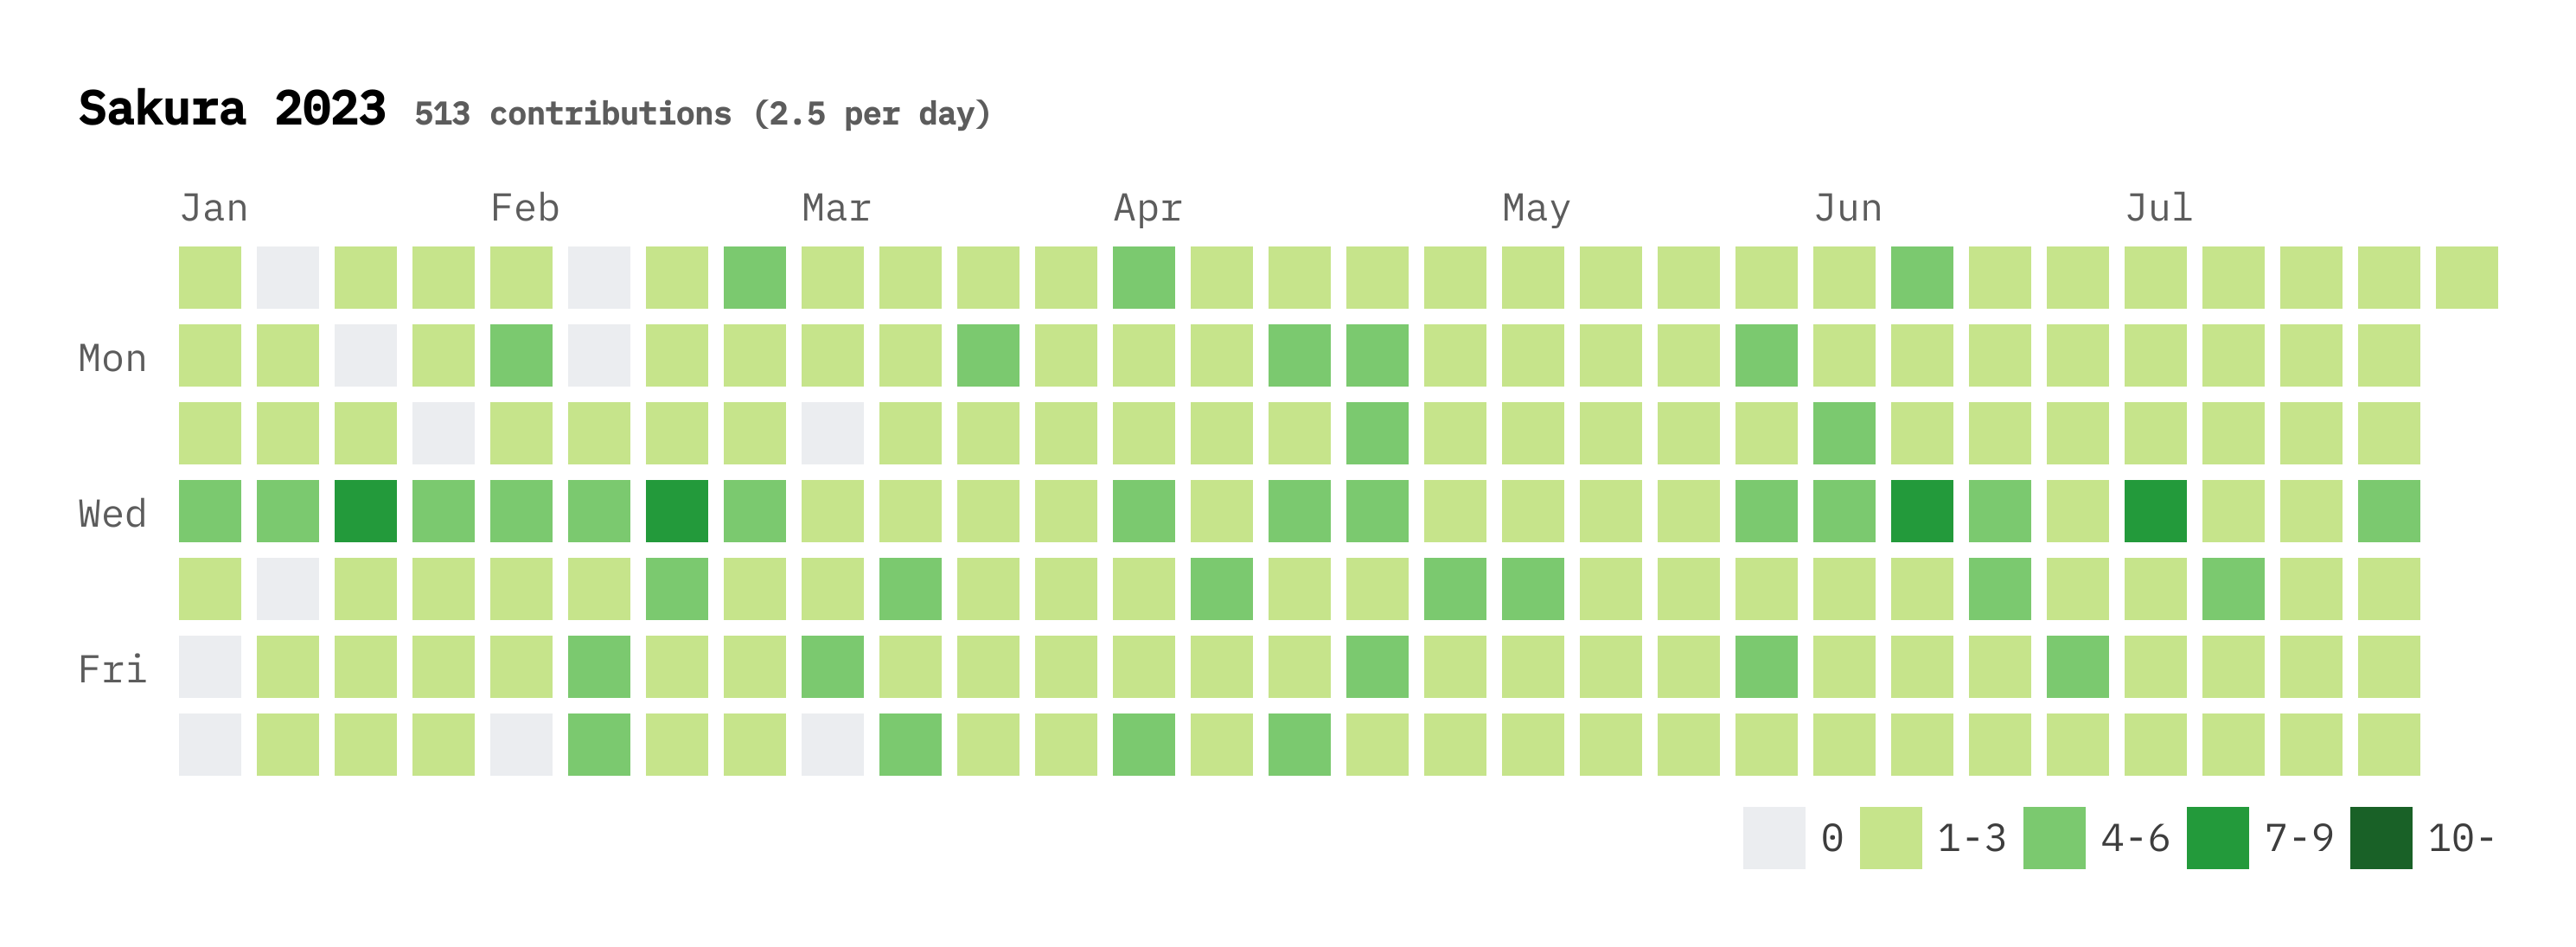 Sakura 2023 513 contributions (2.5 per day)
Jan Feb Mar Apr May Jun Jul
Mon
Wed
Fri
0 1-3 4-6 7-9 10-